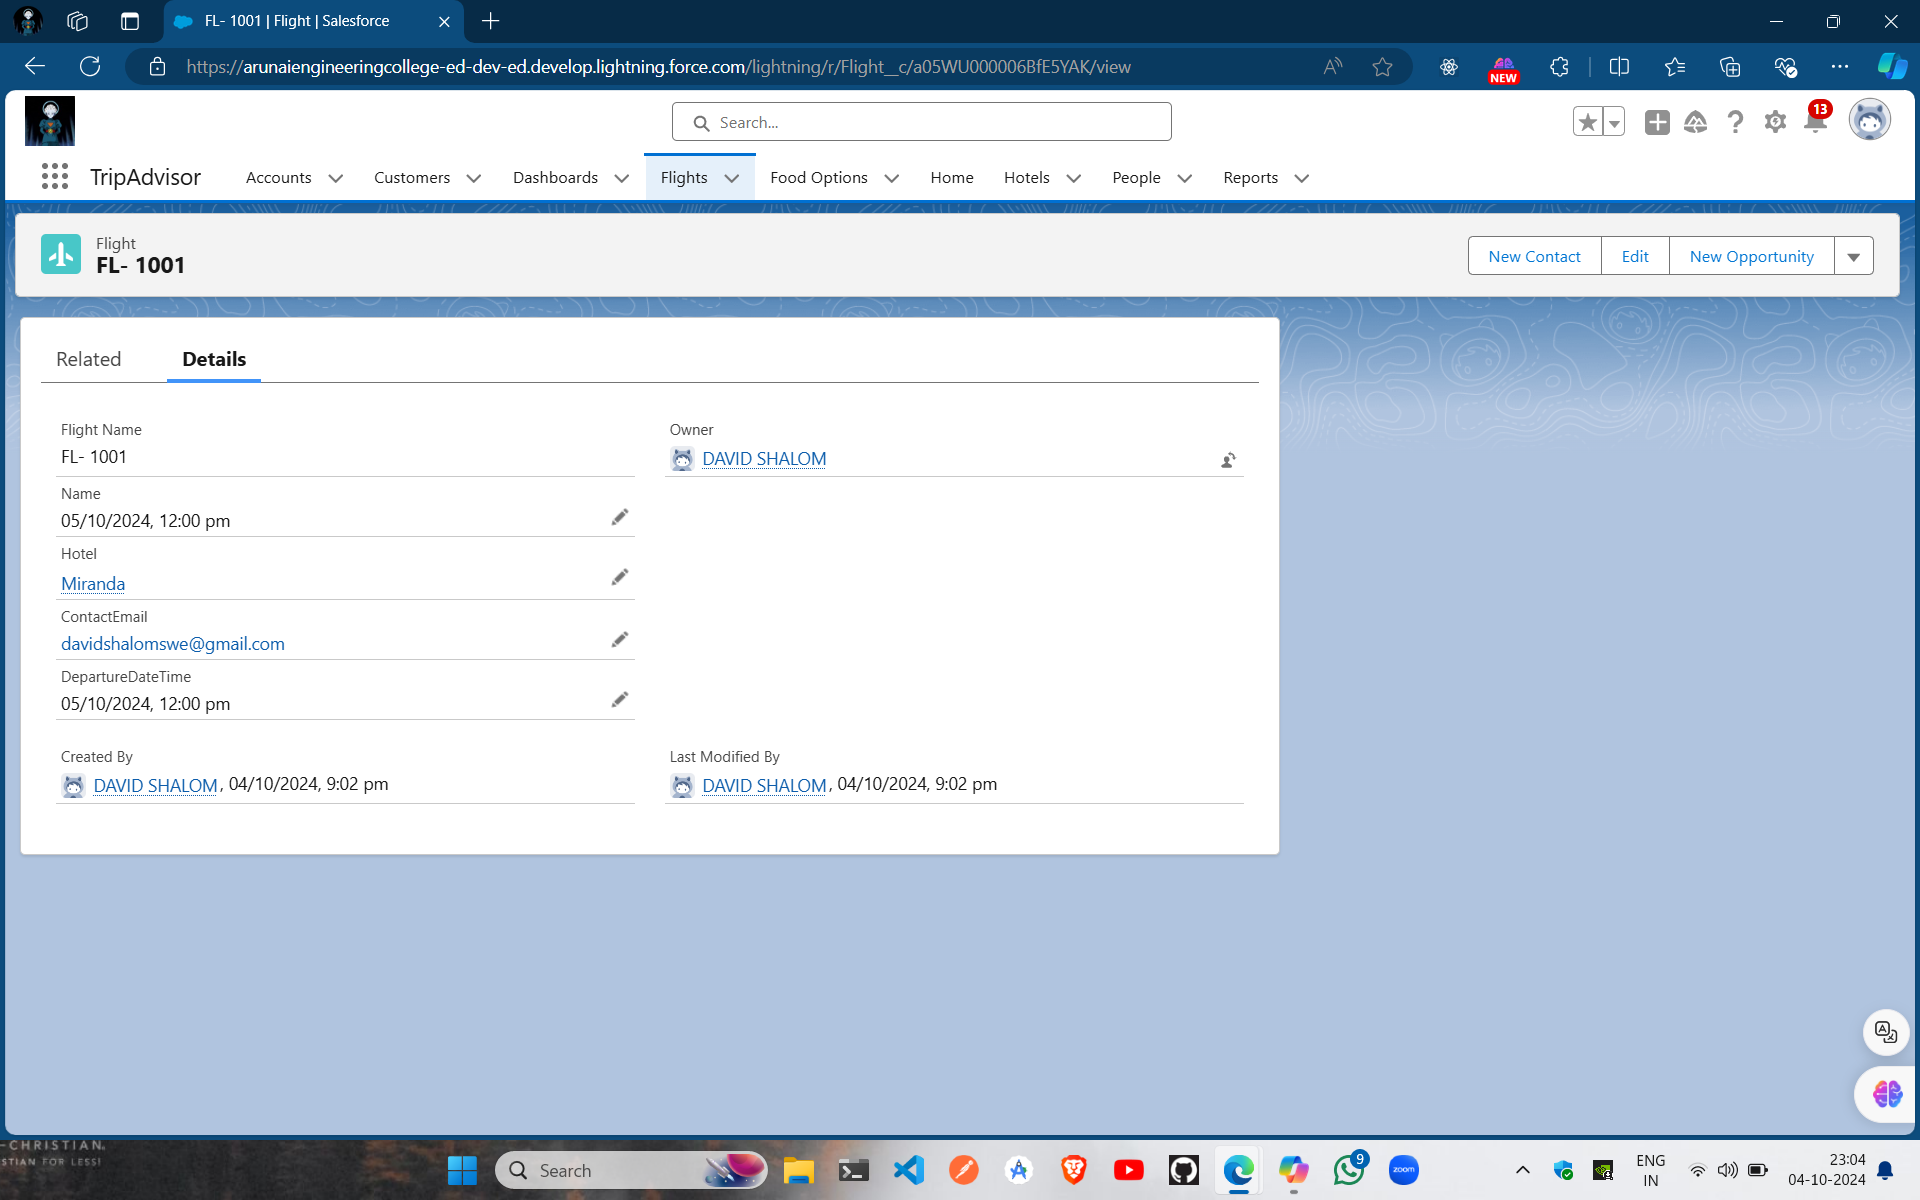 FL- 1001 | Flight | Salesforce
https://arunaiengineeringcollege-ed-dev-ed.develop.lightning.force.com/lightning/r/Flight__c/a05WU000006BfE5YAK/view
NEW
Search...
13
TripAdvisor
Accounts
Customers
Dashboards
Flights
Food Options
Home
Hotels
People
Reports
Flight
FL- 1001
New Contact
Edit
New Opportunity
Related
Details
Flight Name
FL- 1001
Owner
DAVID SHALOM
Name
05/10/2024, 12:00 pm
Hotel
Miranda
ContactEmail
davidshalomswe@gmail.com
DepartureDateTime
05/10/2024, 12:00 pm
Created By
DAVID SHALOM, 04/10/2024, 9:02 pm
Last Modified By
DAVID SHALOM, 04/10/2024, 9:02 pm
-CHRISTIAN.
STIAN FOR LESS!
Search
9
zoom
ENG
IN
23:04
04-10-2024